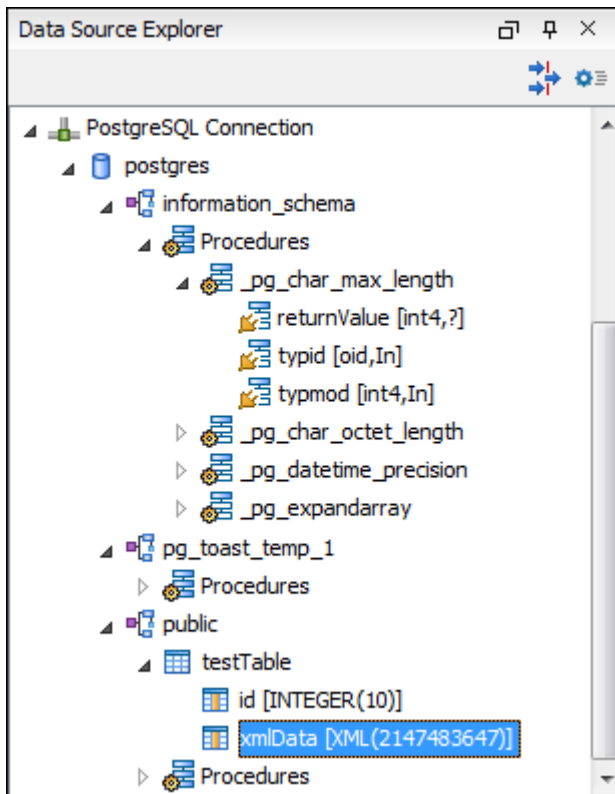 Data Source Explorer
PostgreSQL Connection
postgres
information_schema
Procedures
_pg_char_max_length
returnValue [int4,?]
typid [oid,In]
typmod [int4,In]
_pg_char_octet_length
_pg_datetime_precision
_pg_expandarray
pg_toast_temp_1
Procedures
public
testTable
id [INTEGER(10)]
xmlData [XML(2147483647)]
Procedures